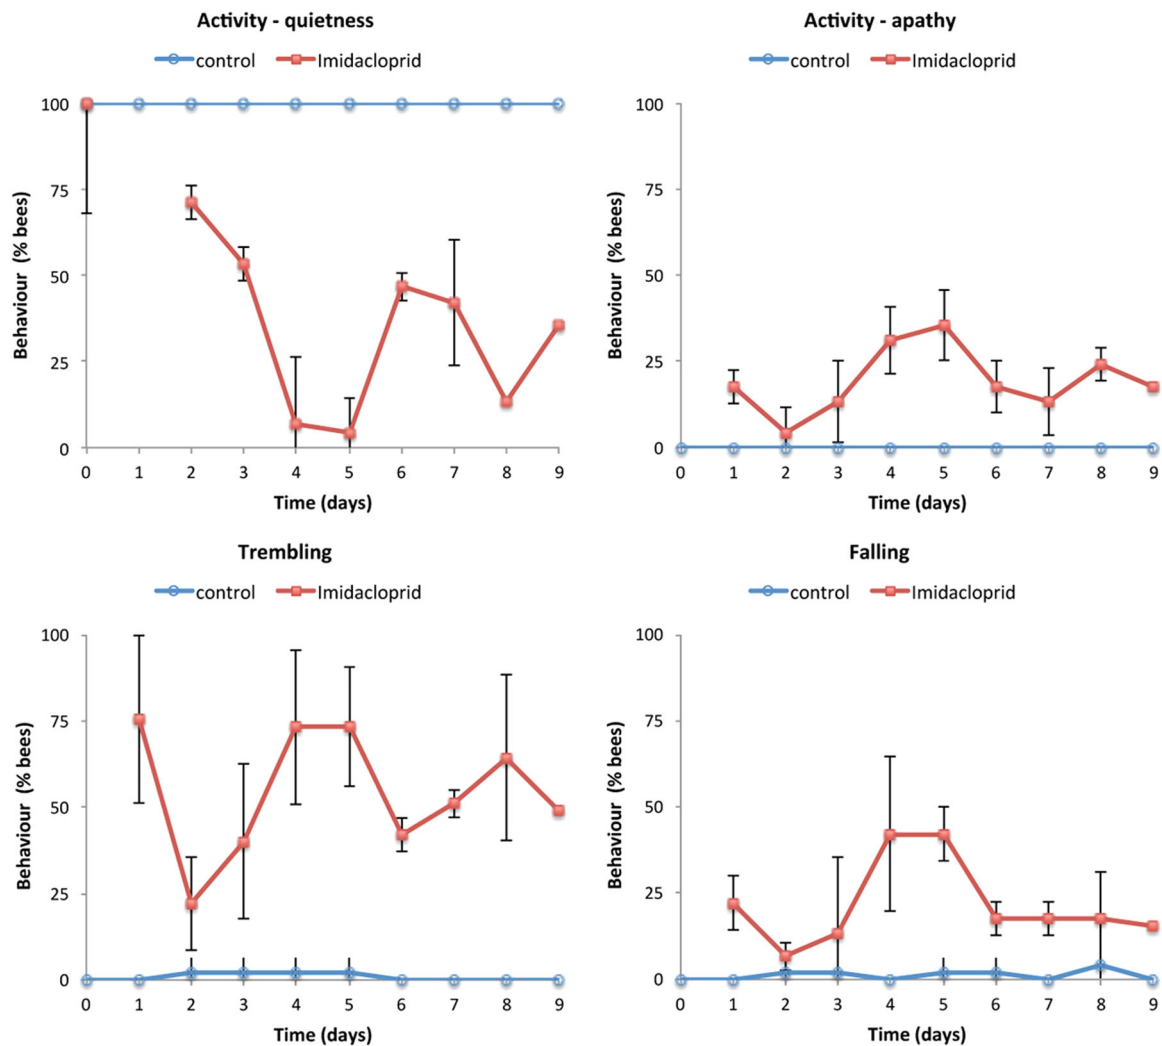 Activity - quietness
control Imidacloprid
100
75
50
25
0
Behaviour (% bees)
0 1 2 3 4 5 6 7 8 9
Time (days)
Activity - apathy
control Imidacloprid
100
75
50
25
0
Behaviour (% bees)
0 1 2 3 4 5 6 7 8 9
Time (days)
Trembling
control Imidacloprid
100
75
50
25
0
Behaviour (% bees)
0 1 2 3 4 5 6 7 8 9
Time (days)
Falling
control Imidacloprid
100
75
50
25
0
Behaviour (% bees)
0 1 2 3 4 5 6 7 8 9
Time (days)